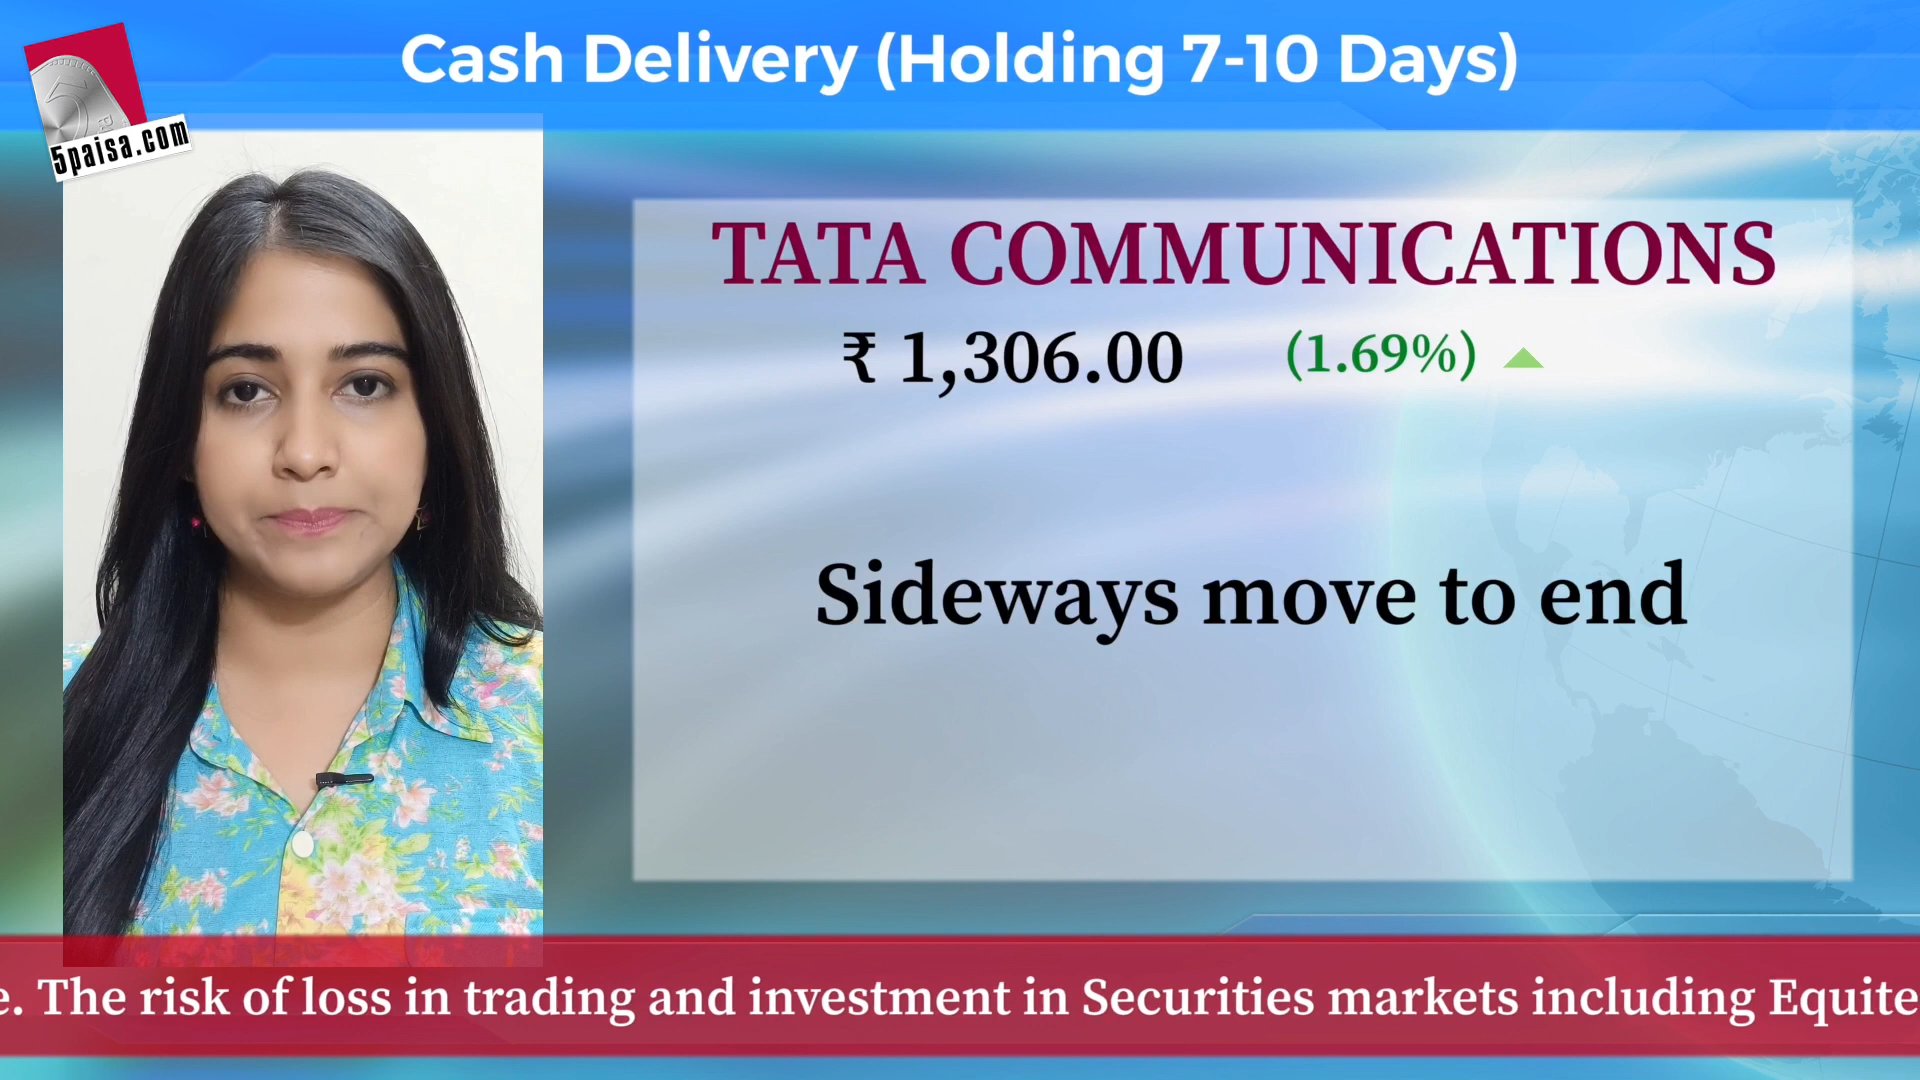 Cash Delivery (Holding 7-10 Days)
5paisa.com
TATA COMMUNICATIONS
₹ 1,306.00 (1.69%)
Sideways move to end
e. The risk of loss in trading and investment in Securities markets including Equite